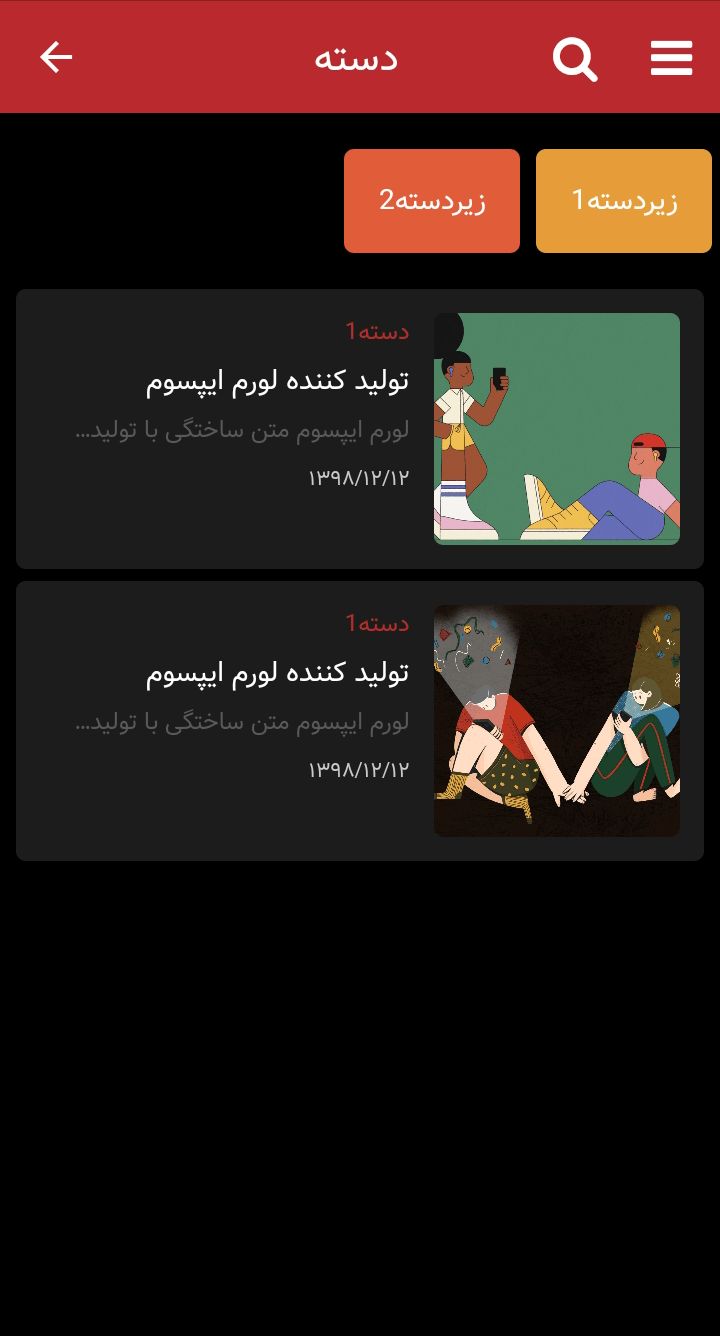 دسته
زیردسته1
زیردسته2
دسته1
تولید کننده لورم ایپسوم
لورم ایپسوم متن ساختگی با تولید...
۱۳۹۸/۱۲/۱۲
دسته1
تولید کننده لورم ایپسوم
لورم ایپسوم متن ساختگی با تولید...
۱۳۹۸/۱۲/۱۲